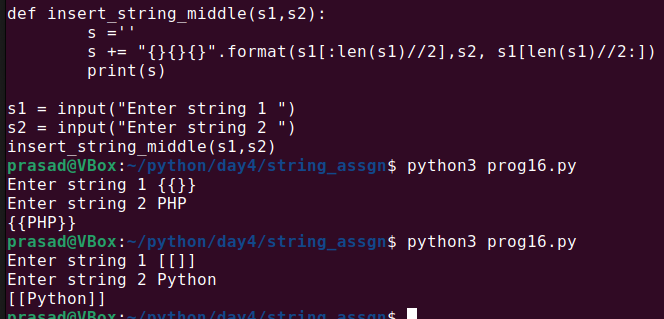 def insert_string_middle(s1,s2):
        s =''
        s += "{}{}{}".format(s1[:len(s1)//2],s2, s1[len(s1)//2:])
        print(s)

s1 = input("Enter string 1 ")
s2 = input("Enter string 2 ")
insert_string_middle(s1,s2)
prasad@VBox:~/python/day4/string_assgn$ python3 prog16.py
Enter string 1 {{}}
Enter string 2 PHP
{{PHP}}
prasad@VBox:~/python/day4/string_assgn$ python3 prog16.py
Enter string 1 [[]]
Enter string 2 Python
[[Python]]
prasad@VBox:~/python/day4/string_assgn$